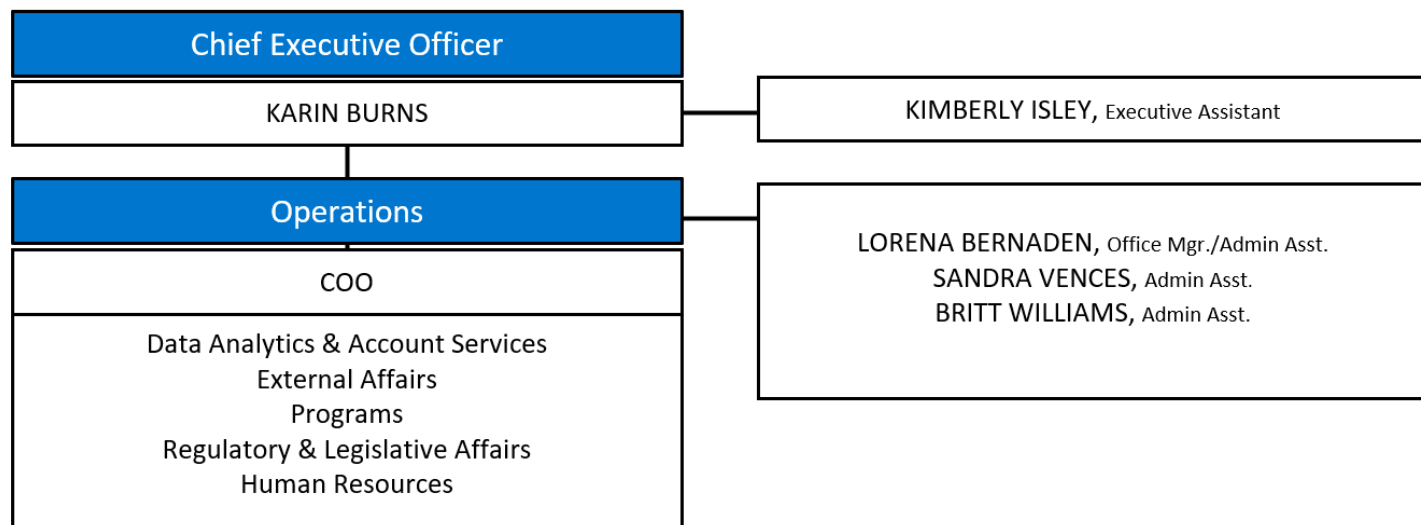 Chief Executive Officer
KARIN BURNS
KIMBERLY ISLEY, Executive Assistant
Operations
COO
Data Analytics & Account Services
External Affairs
Programs
Regulatory & Legislative Affairs
Human Resources
LORENA BERNADEN, Office Mgr./Admin Asst.
SANDRA VENCES, Admin Asst.
BRITT WILLIAMS, Admin Asst.